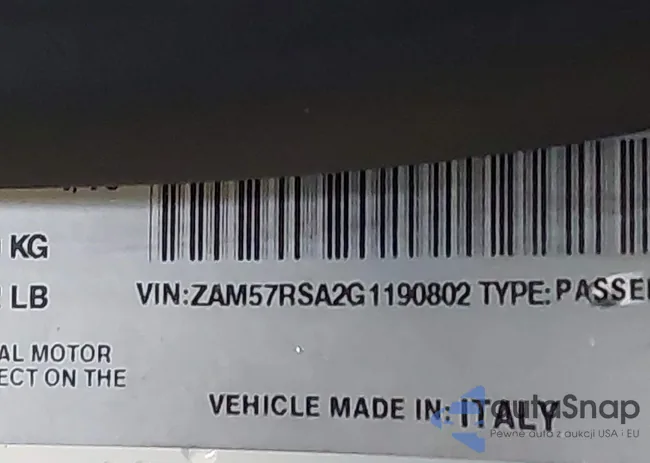 KG
LB
VIN:ZAM57RSA2G1190802 TYPE:PASSE
AL MOTOR
ECT ON THE
VEHICLE MADE IN: ITALY
autaSnap
Pewne auta z aukcji USA i EU